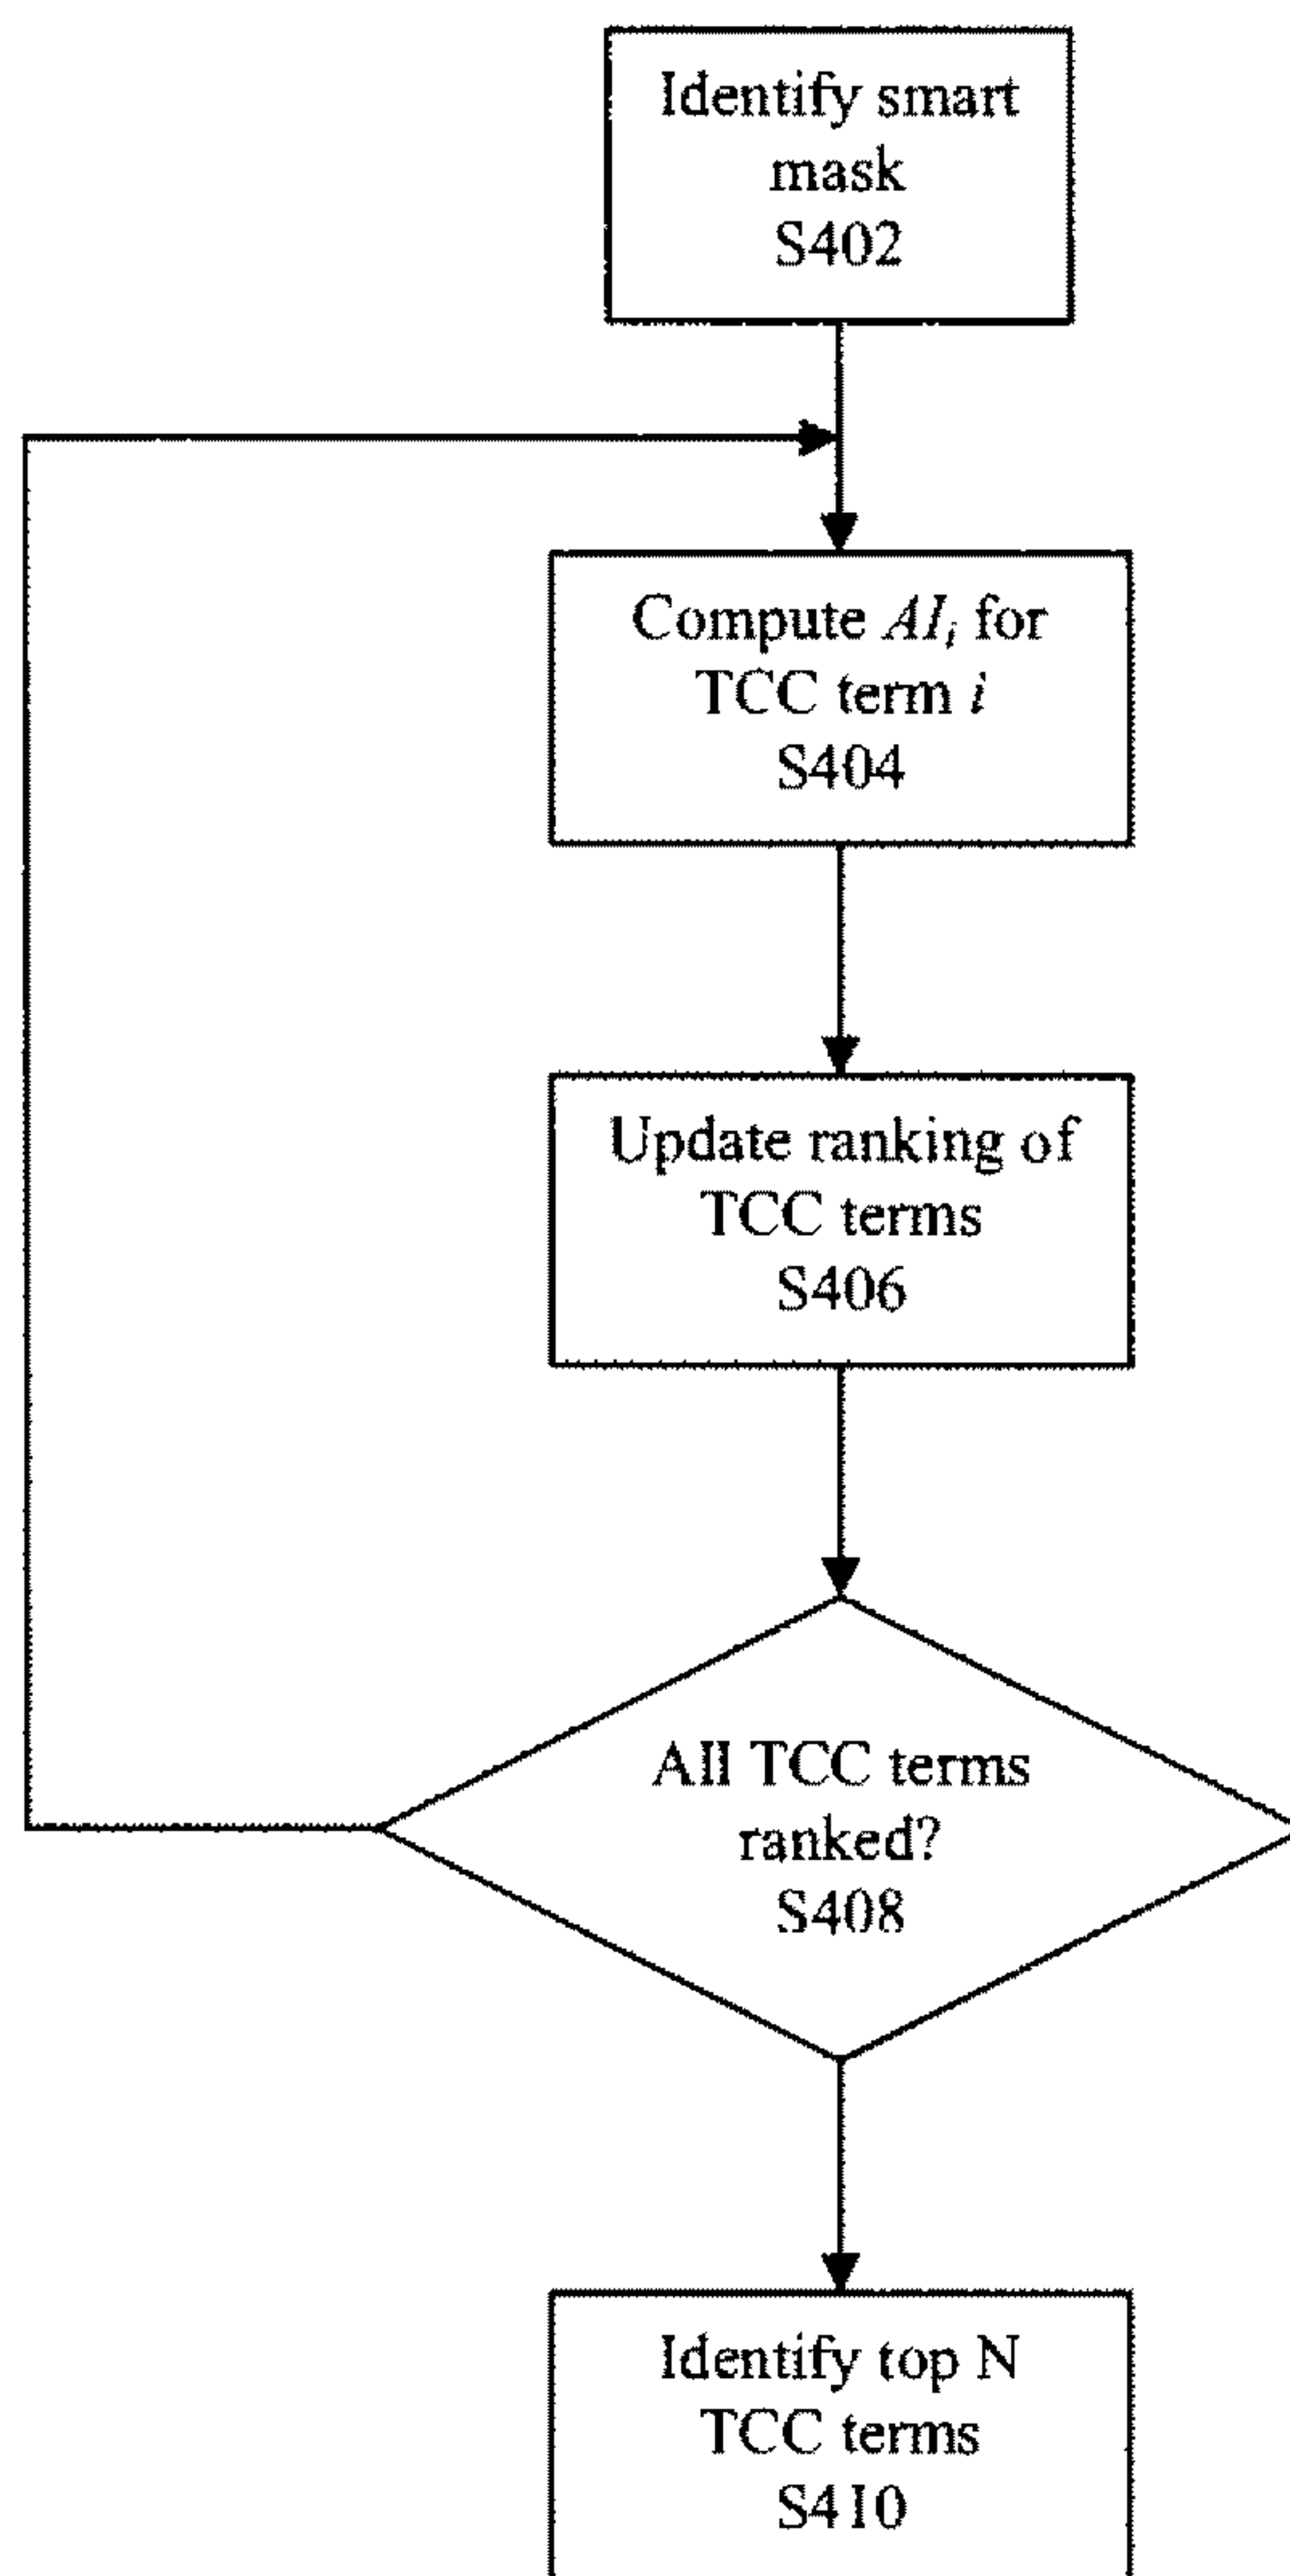 Identify smart
mask
S402
Compute AIᵢ for
TCC term i
S404
Update ranking of
TCC terms
S406
All TCC terms
ranked?
S408
Identify top N
TCC terms
S410